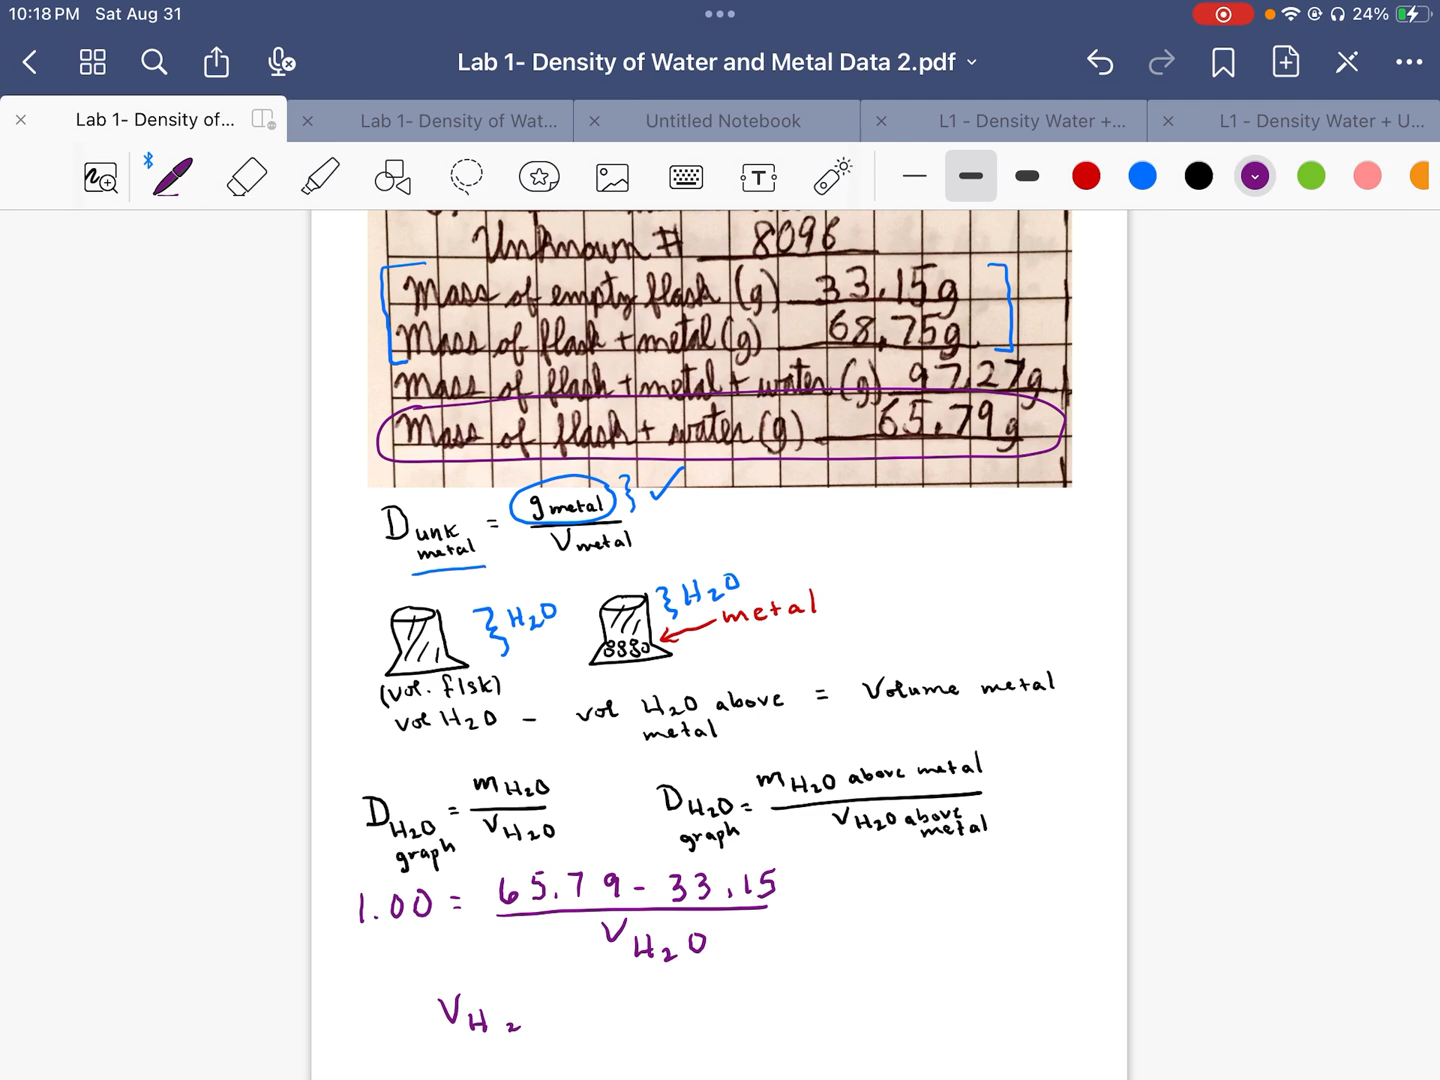 10:18 PM Sat Aug 31
24%
Lab 1- Density of Water and Metal Data 2.pdf
Lab 1- Density of...
Lab 1- Density of Wat...
Untitled Notebook
L1 - Density Water +...
L1 - Density Water + U...
T
Unknown # 8096
Mass of empty flask (g) 33.15g
Mass of flask + metal (g) 68.75g
Mass of flask + metal + water (g) 97.27g
Mass of flask + water (g) 65.79g
D unk metal = g metal / V metal
H2O
H2O
metal
(vol. flsk)
vol H2O - vol H2O above metal = Volume metal
D H2O graph = m H2O / V H2O
D H2O graph = m H2O above metal / V H2O above metal
1.00 = 65.79 - 33.15 / V H2O
V H2